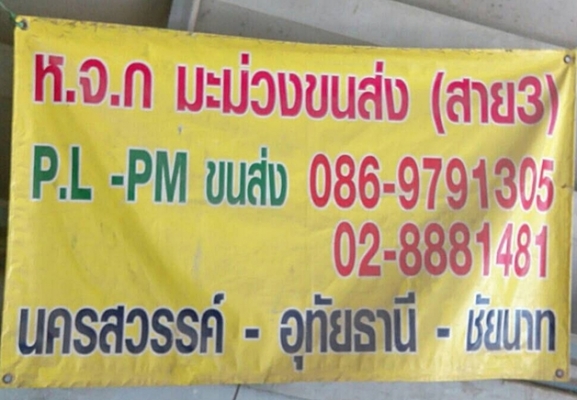 ห.จ.ก มะม่วงขนส่ง (สาย3)
P.L -PM ขนส่ง 086-9791305
02-8881481
นครสวรรค์ - อุทัยธานี - ชัยนาท